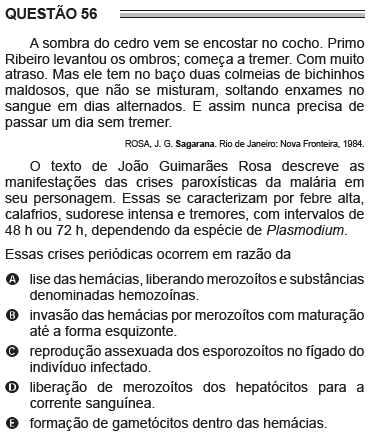 QUESTÃO 56
A sombra do cedro vem se encostar no cocho. Primo
Ribeiro levantou os ombros; começa a tremer. Com muito
atraso. Mas ele tem no baço duas colmeias de bichinhos
maldosos, que não se misturam, soltando enxames no
sangue em dias alternados. E assim nunca precisa de
passar um dia sem tremer.
ROSA, J. G. Sagarana. Rio de Janeiro: Nova Fronteira, 1984.
O texto de João Guimarães Rosa descreve as
manifestações das crises paroxísticas da malária em
seu personagem. Essas se caracterizam por febre alta,
calafrios, sudorese intensa e tremores, com intervalos de
48 h ou 72 h, dependendo da espécie de Plasmodium.
Essas crises periódicas ocorrem em razão da
A lise das hemácias, liberando merozoítos e substâncias
denominadas hemozoínas.
B invasão das hemácias por merozoítos com maturação
até a forma esquizonte.
C reprodução assexuada dos esporozoítos no fígado do
indivíduo infectado.
D liberação de merozoítos dos hepatócitos para a
corrente sanguínea.
E formação de gametócitos dentro das hemácias.